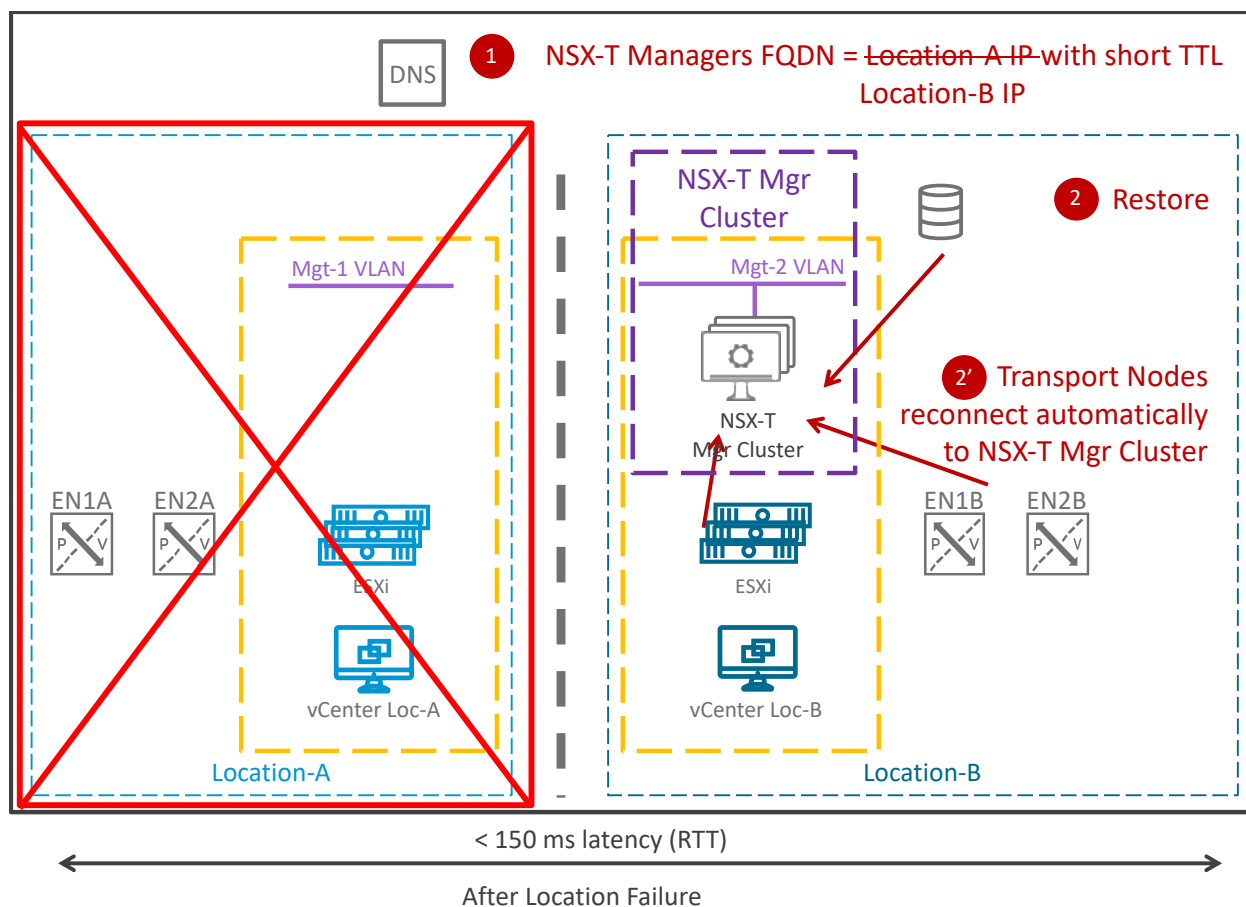 DNS
1
NSX-T Managers FQDN = Location-A IP with short TTL
Location-B IP
NSX-T Mgr
Cluster
2
Restore
Mgt-1 VLAN
Mgt-2 VLAN
2' Transport Nodes
reconnect automatically
to NSX-T Mgr Cluster
NSX-T
Mgr Cluster
EN1A
EN2A
P V
P V
ESXi
ESXi
EN1B
EN2B
P V
P V
vCenter Loc-A
vCenter Loc-B
Location-A
Location-B
< 150 ms latency (RTT)
After Location Failure